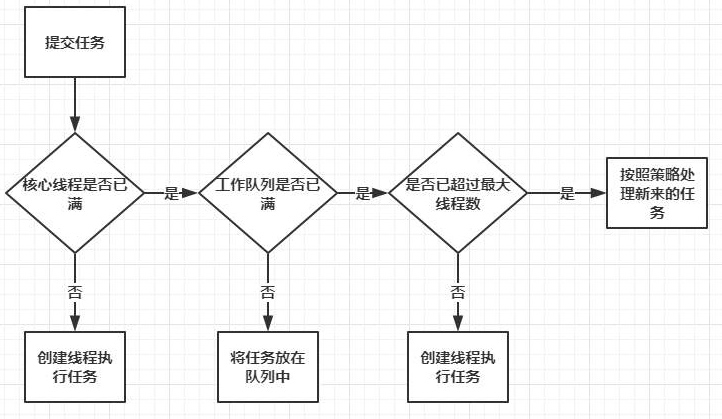 提交任务
核心线程是否已
满
是
工作队列是否已
满
是
是否已超过最大
线程数
是
按照策略处
理新来的任
务
否
否
否
创建线程执
行任务
将任务放在
队列中
创建线程执
行任务